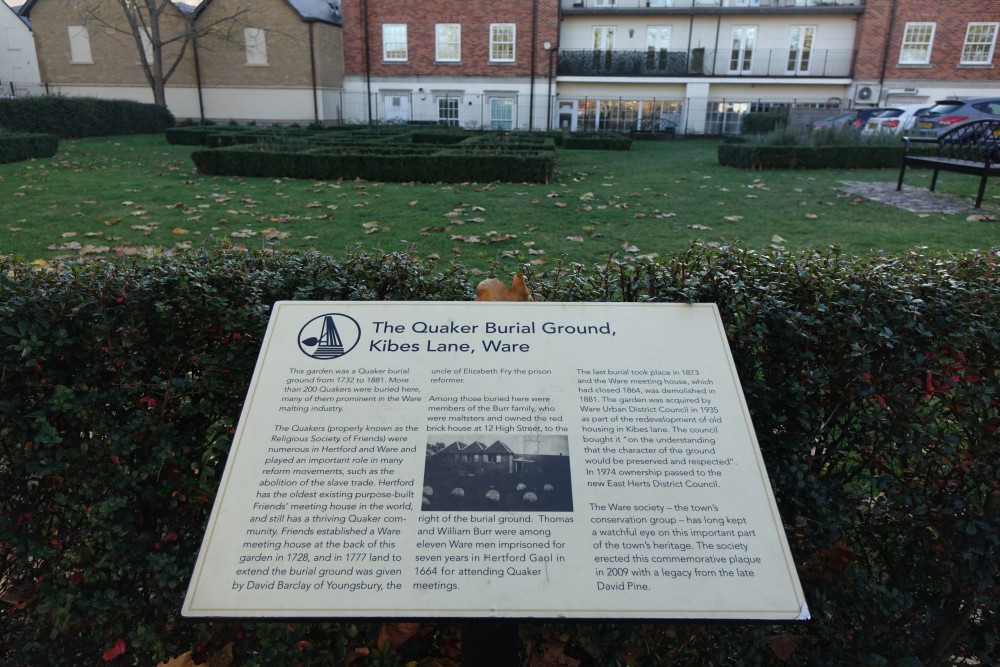 The Quaker Burial Ground,
Kibes Lane, Ware
This garden was a Quaker burial
ground from 1732 to 1881. More
than 200 Quakers were buried here,
many of them prominent in the Ware
malting industry.
The Quakers (properly known as the
Religious Society of Friends) were
numerous in Hertford and Ware and
played an important role in many
reform movements, such as the
abolition of the slave trade. Hertford
has the oldest existing purpose-built
Friends' meeting house in the world,
and still has a thriving Quaker com-
munity. Friends established a Ware
meeting house at the back of this
garden in 1728, and in 1777 land to
extend the burial ground was given
by David Barclay of Youngsbury, the
uncle of Elizabeth Fry the prison
reformer.
Among those buried here were
members of the Burr family, who
were maltsters and owned the red
brick house at 12 High Street, to the
right of the burial ground. Thomas
and William Burr were among
eleven Ware men imprisoned for
seven years in Hertford Gaol in
1664 for attending Quaker
meetings.
The last burial took place in 1873
and the Ware meeting house, which
had closed 1864, was demolished in
1881. The garden was acquired by
Ware Urban District Council in 1935
as part of the redevelopment of old
housing in Kibes lane. The council
bought it "on the understanding
that the character of the ground
would be preserved and respected".
In 1974 ownership passed to the
new East Herts District Council.
The Ware society – the town's
conservation group – has long kept
a watchful eye on this important part
of the town's heritage. The society
erected this commemorative plaque
in 2009 with a legacy from the late
David Pine.